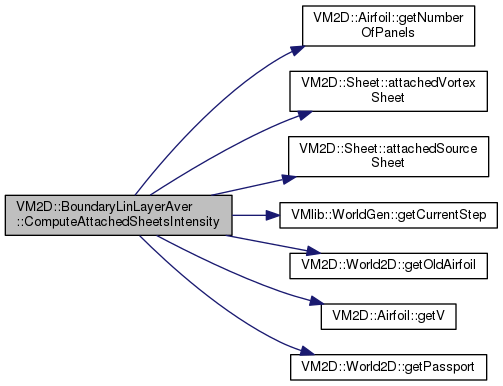 VM2D::Airfoil::getNumber
OfPanels
VM2D::Sheet::attachedVortex
Sheet
VM2D::Sheet::attachedSource
Sheet
VM2D::BoundaryLinLayerAver
::ComputeAttachedSheetsIntensity
VMlib::WorldGen::getCurrentStep
VM2D::World2D::getOldAirfoil
VM2D::Airfoil::getV
VM2D::World2D::getPassport